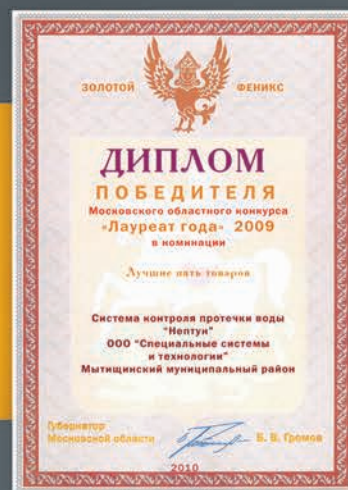 ЗОЛОТОЙ ФЕНИКС
ДИПЛОМ
ПОБЕДИТЕЛЯ
Московского областного конкурса
«Лауреат года» 2009
в номинации
Лучшие пять товаров
Система контроля протечки воды
"Нептун"
ООО "Специальные системы
и технологии"
Мытищинский муниципальный район
Губернатор
Московской области Б. В. Громов
2010